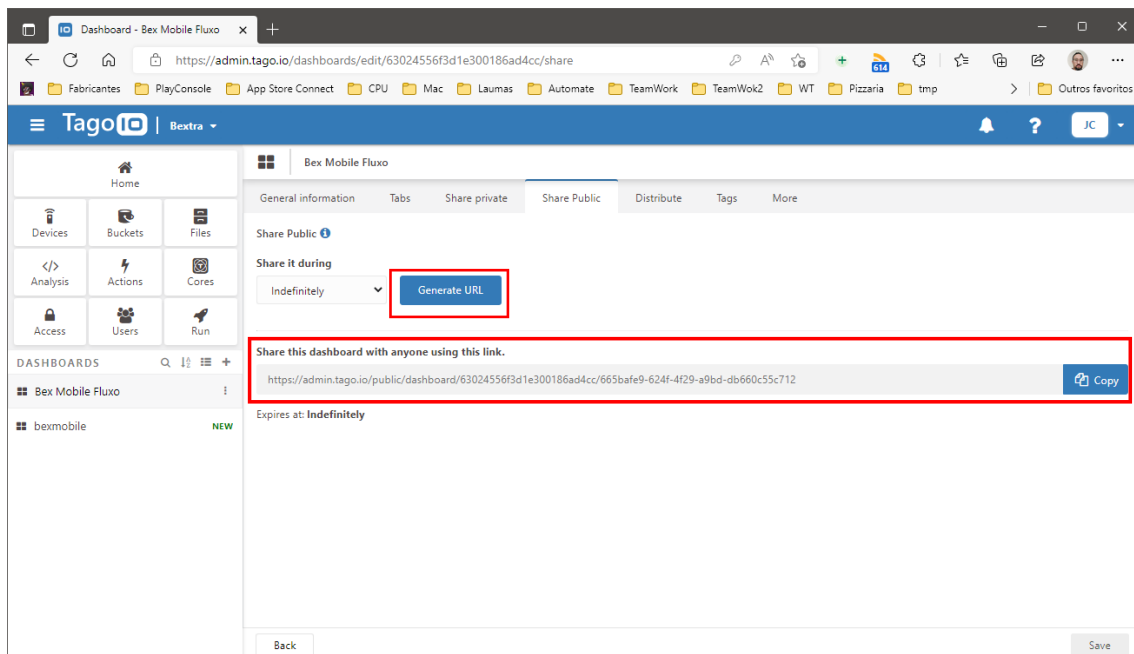 Dashboard - Bex Mobile Fluxo
https://admin.tago.io/dashboards/edit/63024556f3d1e300186ad4cc/share
614
Fabricantes PlayConsole App Store Connect CPU Mac Laumas Automate TeamWork TeamWok2 WT Pizzaria tmp Outros favoritos
TagoIO | Bextra
? JC
Home
Devices Buckets Files
Analysis Actions Cores
Access Users Run
DASHBOARDS
Bex Mobile Fluxo
bexmobile NEW
Bex Mobile Fluxo
General information Tabs Share private Share Public Distribute Tags More
Share Public
Share it during
Indefinitely Generate URL
Share this dashboard with anyone using this link.
https://admin.tago.io/public/dashboard/63024556f3d1e300186ad4cc/665bafe9-624f-4f29-a9bd-db660c55c712 Copy
Expires at: Indefinitely
Back Save